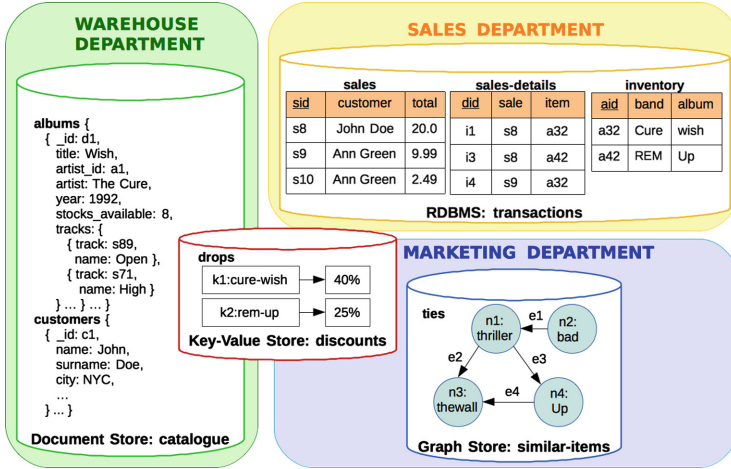 WAREHOUSE
DEPARTMENT
albums {
{ _id: d1,
title: Wish,
artist_id: a1,
artist: The Cure,
year: 1992,
stocks_available: 8,
tracks: {
{ track: s89,
name: Open },
{ track: s71,
name: High }
} ... } ... }
customers {
{ _id: c1,
name: John,
surname: Doe,
city: NYC,
...
} ... }
Document Store: catalogue
SALES DEPARTMENT
sales
sid customer total
s8 John Doe 20.0
s9 Ann Green 9.99
s10 Ann Green 2.49
sales-details
did sale item
i1 s8 a32
i3 s8 a42
i4 s9 a32
inventory
aid band album
a32 Cure wish
a42 REM Up
RDBMS: transactions
drops
k1:cure-wish 40%
k2:rem-up 25%
Key-Value Store: discounts
MARKETING DEPARTMENT
ties
n1:
thriller
e1
n2:
bad
e2
e3
n3:
thewall
e4
n4:
Up
Graph Store: similar-items